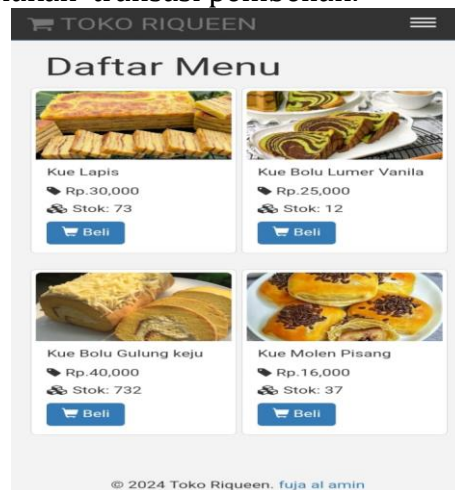 transaksi pembelian.
TOKO RIQUEEN
Daftar Menu
Kue Lapis
Rp.30,000
Stok: 73
Beli
Kue Bolu Lumer Vanila
Rp.25,000
Stok: 12
Beli
Kue Bolu Gulung keju
Rp.40,000
Stok: 732
Beli
Kue Molen Pisang
Rp.16,000
Stok: 37
Beli
© 2024 Toko Riqueen. fuja al amin